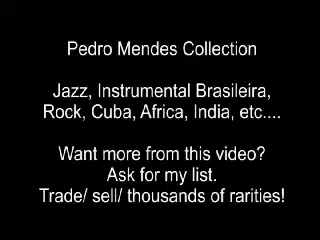 Pedro Mendes Collection
Jazz, Instrumental Brasileira,
Rock, Cuba, Africa, India, etc....
Want more from this video?
Ask for my list.
Trade/ sell/ thousands of rarities!